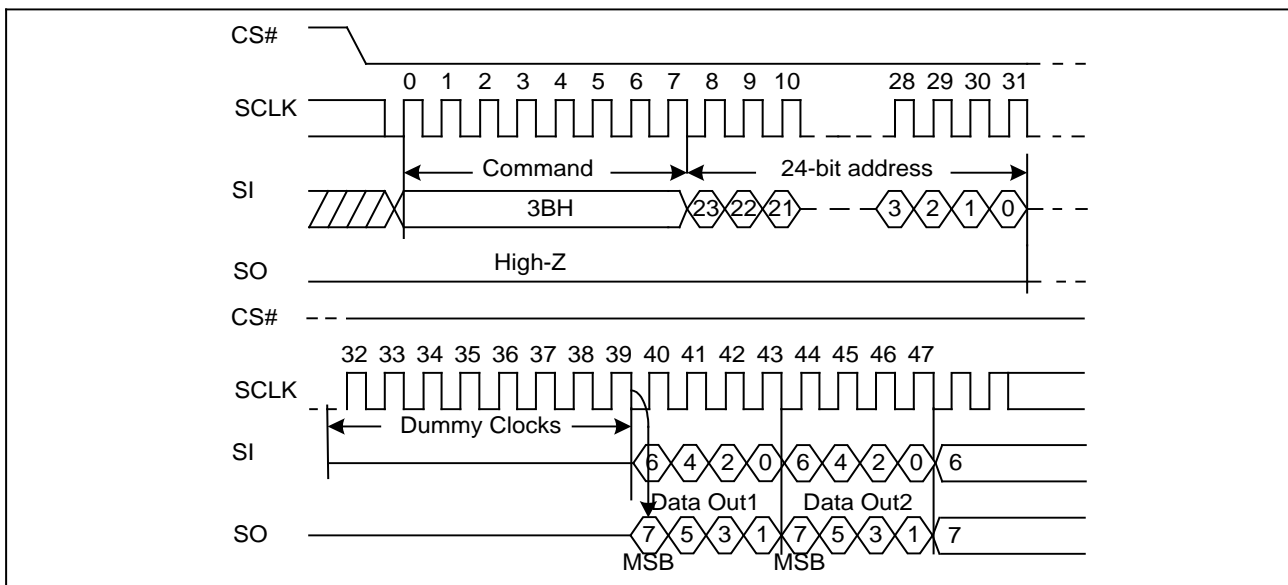 CS#
0 1 2 3 4 5 6 7 8 9 10 28 29 30 31
SCLK
Command 24-bit address
SI
3BH 23 22 21 3 2 1 0
High-Z
SO
CS#
32 33 34 35 36 37 38 39 40 41 42 43 44 45 46 47
SCLK
Dummy Clocks
SI
6 4 2 0 6 4 2 0 6
Data Out1 Data Out2
SO
7 5 3 1 7 5 3 1 7
MSB MSB